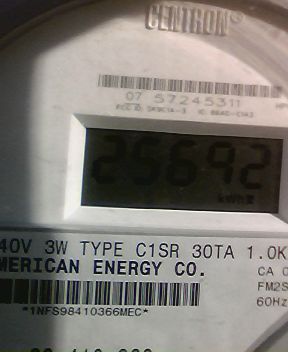 CENTRON®
07 57245311
25692
kWh
40V 3W TYPE C1SR 30TA 1.0K
MERICAN ENERGY CO.
CA 0
FM2S
60Hz
*1NFS98410366MEC*